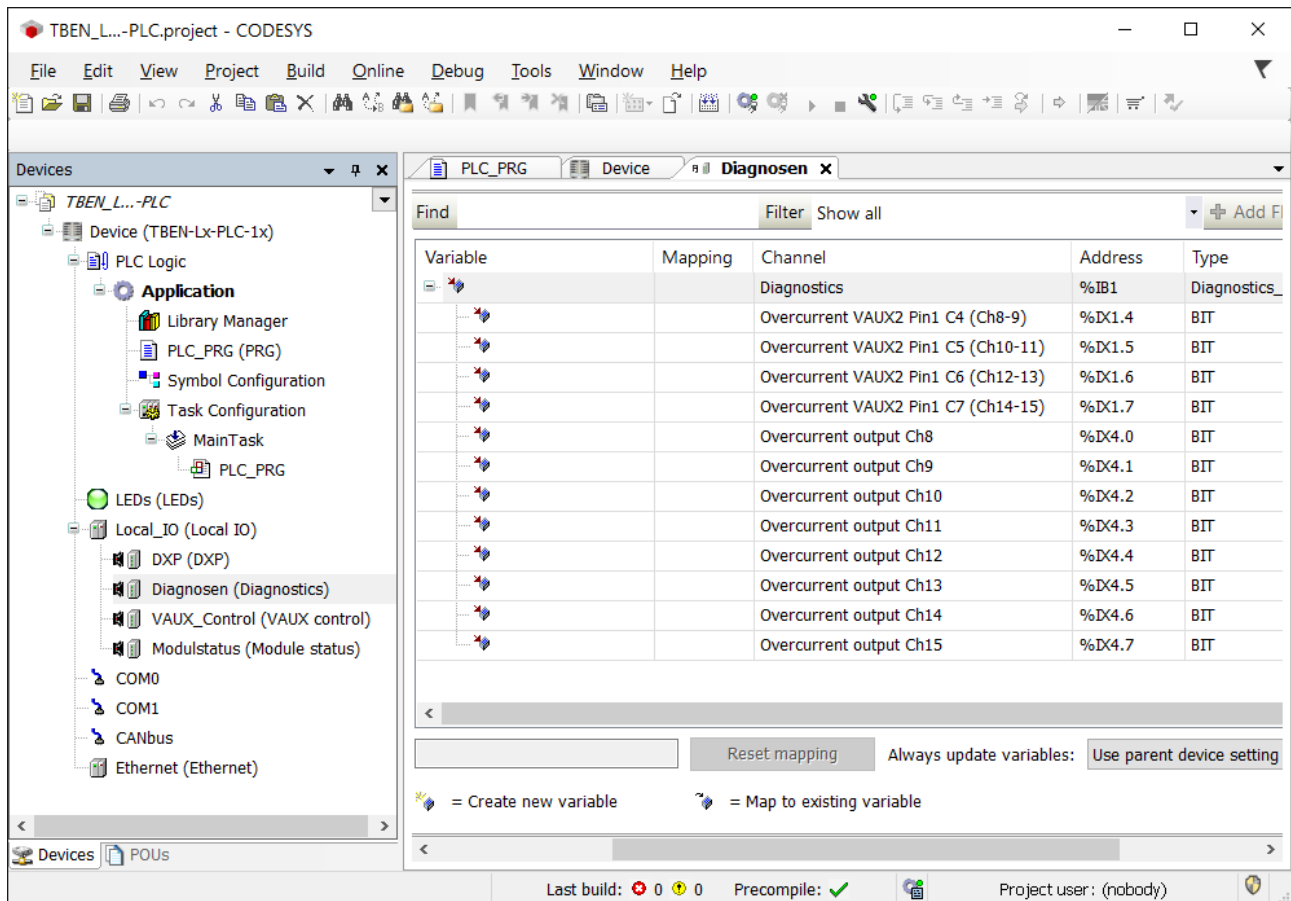 TBEN_L...-PLC.project - CODESYS
File Edit View Project Build Online Debug Tools Window Help
Devices
TBEN_L...-PLC
Device (TBEN-Lx-PLC-1x)
PLC Logic
Application
Library Manager
PLC_PRG (PRG)
Symbol Configuration
Task Configuration
MainTask
PLC_PRG
LEDs (LEDs)
Local_IO (Local IO)
DXP (DXP)
Diagnosen (Diagnostics)
VAUX_Control (VAUX control)
Modulstatus (Module status)
COM0
COM1
CANbus
Ethernet (Ethernet)
Devices POUs
PLC_PRG Device Diagnosen
Find Filter Show all Add F
Variable Mapping Channel Address Type
Diagnostics %IB1 Diagnostics_
Overcurrent VAUX2 Pin1 C4 (Ch8-9) %IX1.4 BIT
Overcurrent VAUX2 Pin1 C5 (Ch10-11) %IX1.5 BIT
Overcurrent VAUX2 Pin1 C6 (Ch12-13) %IX1.6 BIT
Overcurrent VAUX2 Pin1 C7 (Ch14-15) %IX1.7 BIT
Overcurrent output Ch8 %IX4.0 BIT
Overcurrent output Ch9 %IX4.1 BIT
Overcurrent output Ch10 %IX4.2 BIT
Overcurrent output Ch11 %IX4.3 BIT
Overcurrent output Ch12 %IX4.4 BIT
Overcurrent output Ch13 %IX4.5 BIT
Overcurrent output Ch14 %IX4.6 BIT
Overcurrent output Ch15 %IX4.7 BIT
Reset mapping Always update variables: Use parent device setting
= Create new variable = Map to existing variable
Last build: 0 0 Precompile: Project user: (nobody)